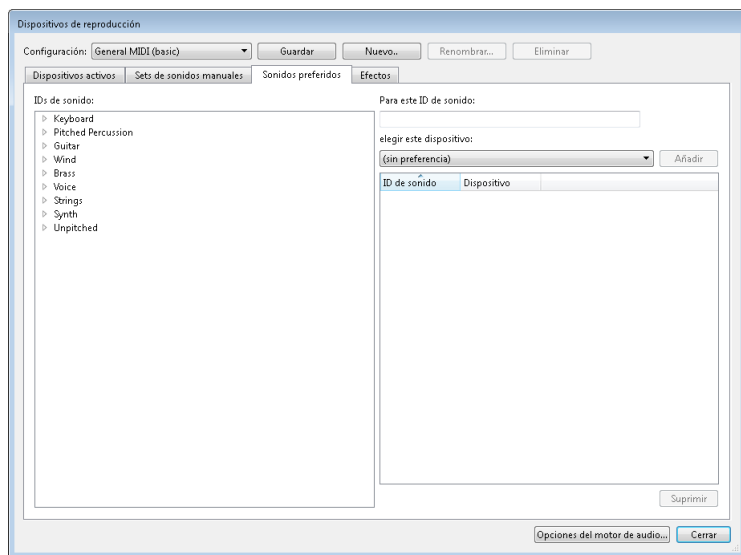 Dispositivos de reproducción
Configuración: General MIDI (basic) Guardar Nuevo.. Renombrar... Eliminar
Dispositivos activos Sets de sonidos manuales Sonidos preferidos Efectos
IDs de sonido:
Keyboard
Pitched Percussion
Guitar
Wind
Brass
Voice
Strings
Synth
Unpitched
Para este ID de sonido:
elegir este dispositivo:
(sin preferencia) Añadir
ID de sonido Dispositivo
Suprimir
Opciones del motor de audio... Cerrar